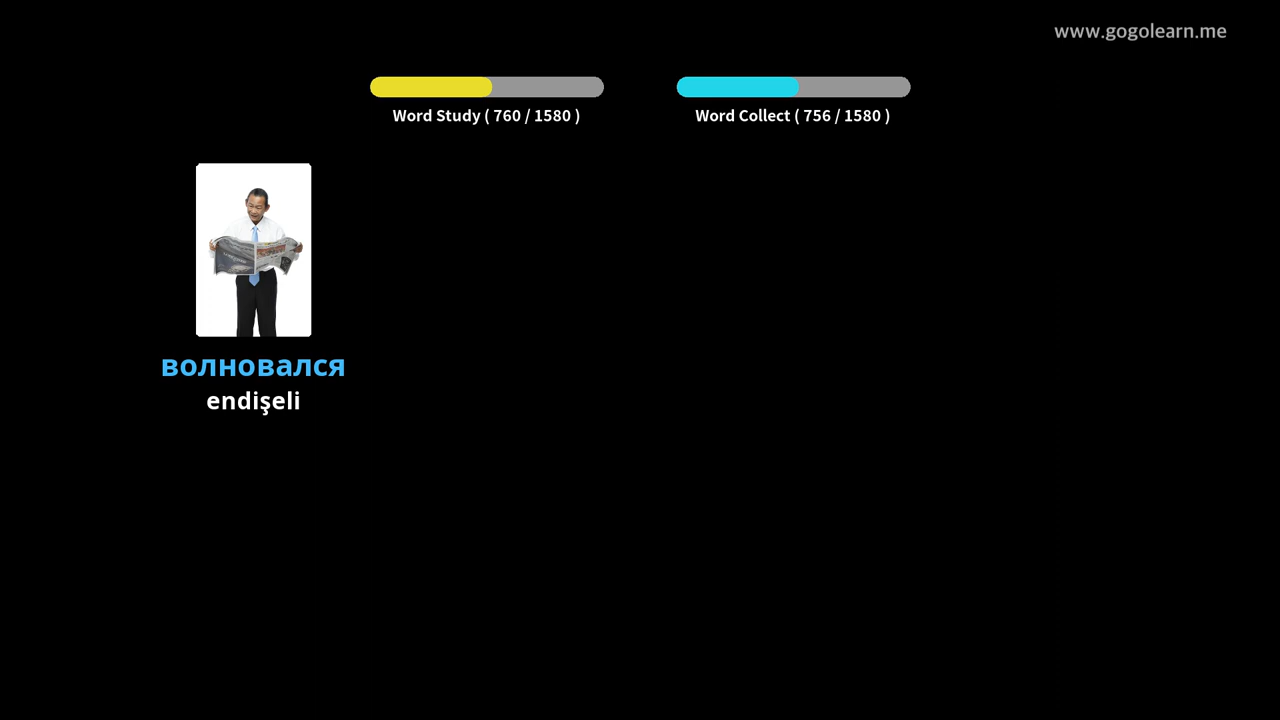 www.gogolearn.me
Word Study ( 760 / 1580 )
Word Collect ( 756 / 1580 )
волновался
endişeli